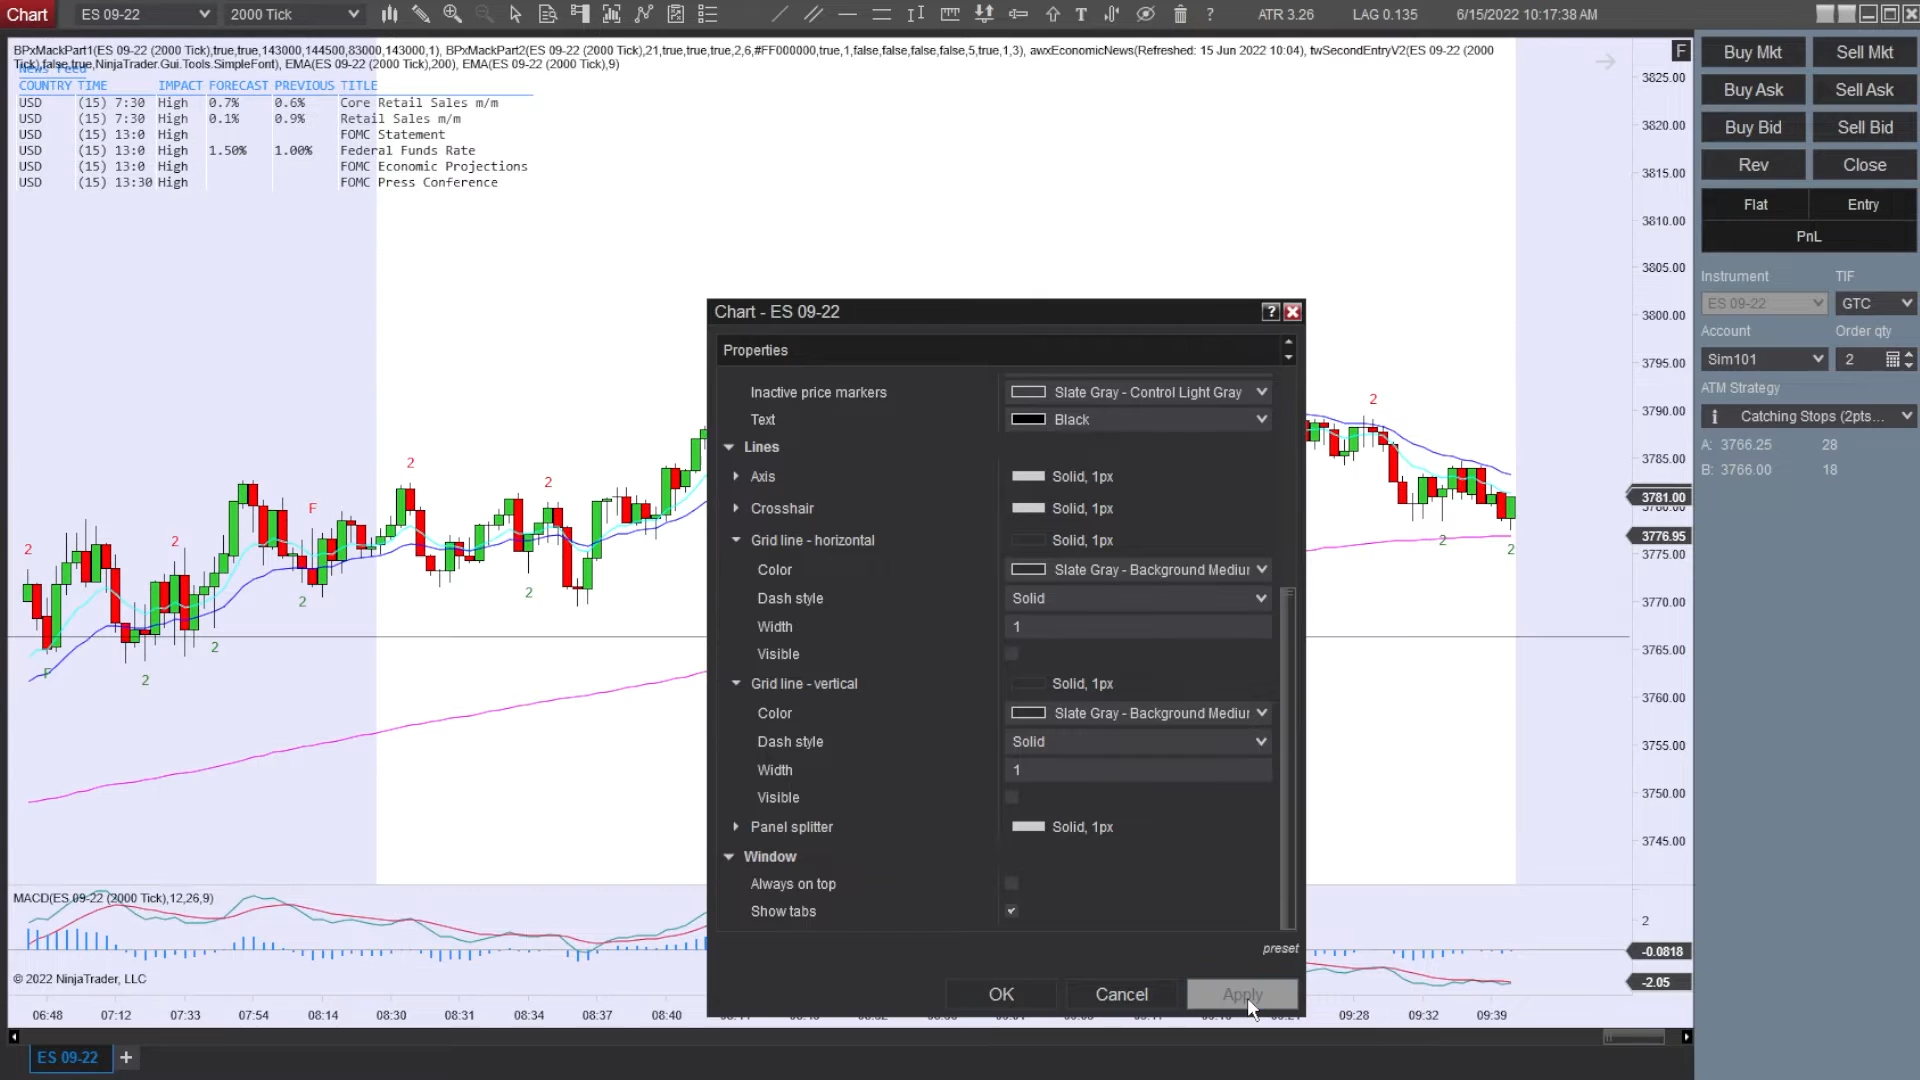 Chart ES 09-22 2000 Tick T ? ATR 3.26 LAG 0.135 6/15/2022 10:17:38 AM
BPxMackPart1(ES 09-22 (2000 Tick),true,true,143000,144500,83000,143000,1), BPxMackPart2(ES 09-22 (2000 Tick),21,true,true,true,2,6,#FF000000,true,1,false,false,false,false,5,true,1,3), awxEconomicNews(Refreshed: 15 Jun 2022 10:04), twSecondEntryV2(ES 09-22 (2000
Tick),false,true,NinjaTrader.Gui.Tools.SimpleFont), EMA(ES 09-22 (2000 Tick),200), EMA(ES 09-22 (2000 Tick),9)
News Feed
COUNTRY TIME IMPACT FORECAST PREVIOUS TITLE
USD (15) 7:30 High 0.7% 0.6% Core Retail Sales m/m
USD (15) 7:30 High 0.1% 0.9% Retail Sales m/m
USD (15) 13:0 High FOMC Statement
USD (15) 13:0 High 1.50% 1.00% Federal Funds Rate
USD (15) 13:0 High FOMC Economic Projections
USD (15) 13:30 High FOMC Press Conference
F
3825.00
3820.00
3815.00
3810.00
3805.00
3800.00
3795.00
3790.00
3785.00
3781.00
3780.00
3776.95
3775.00
3770.00
3765.00
3760.00
3755.00
3750.00
3745.00
2
-0.0818
-2.05
Buy Mkt Sell Mkt
Buy Ask Sell Ask
Buy Bid Sell Bid
Rev Close
Flat Entry
PnL
Instrument TIF
ES 09-22 GTC
Account Order qty
Sim101 2
ATM Strategy
Catching Stops (2pts...
A: 3766.25 28
B: 3766.00 18
Chart - ES 09-22 ?
Properties
Inactive price markers Slate Gray - Control Light Gray
Text Black
Lines
Axis Solid, 1px
Crosshair Solid, 1px
Grid line - horizontal Solid, 1px
Color Slate Gray - Background Mediur
Dash style Solid
Width 1
Visible
Grid line - vertical Solid, 1px
Color Slate Gray - Background Mediur
Dash style Solid
Width 1
Visible
Panel splitter Solid, 1px
Window
Always on top
Show tabs
preset
OK Cancel Apply
2
F
2
2
F
2
2
2
2
2
2
2
2
2
MACD(ES 09-22 (2000 Tick),12,26,9)
© 2022 NinjaTrader, LLC
06:48 07:12 07:33 07:54 08:14 08:30 08:31 08:34 08:37 08:40 09:28 09:32 09:39
ES 09-22 +